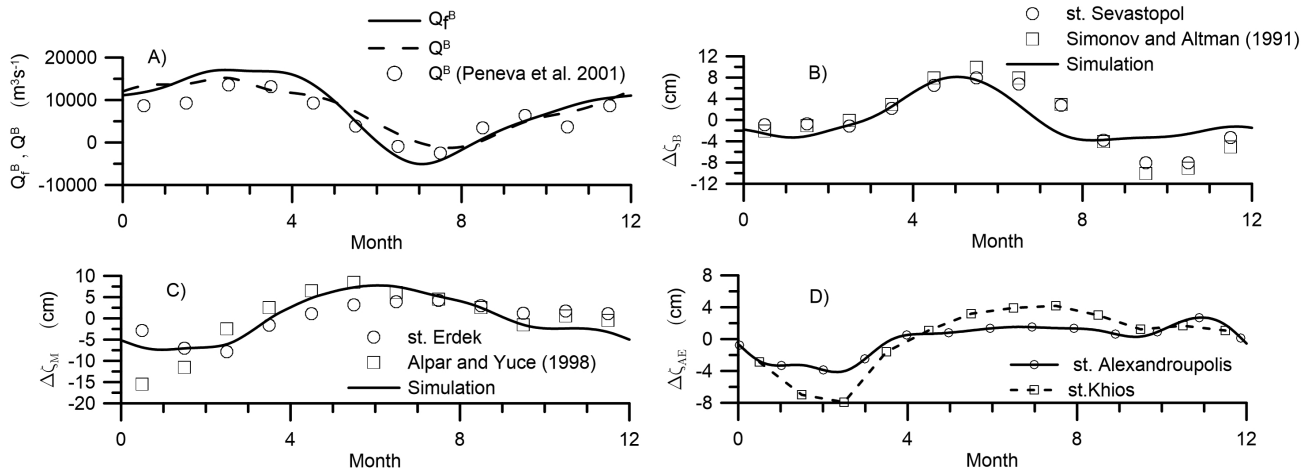 A)
Q_f^B
Q^B
Q^B (Peneva et al. 2001)
20000
10000
0
-10000
Q_f^B , Q^B (m³s⁻¹)
0 4 8 12
Month
B)
st. Sevastopol
Simonov and Altman (1991)
Simulation
12
8
4
0
-4
-8
-12
Δζ_B (cm)
0 4 8 12
Month
C)
st. Erdek
Alpar and Yuce (1998)
Simulation
10
5
0
-5
-10
-15
-20
Δζ_M (cm)
0 4 8 12
Month
D)
st. Alexandroupolis
st.Khios
8
4
0
-4
-8
Δζ_AE (cm)
0 4 8 12
Month